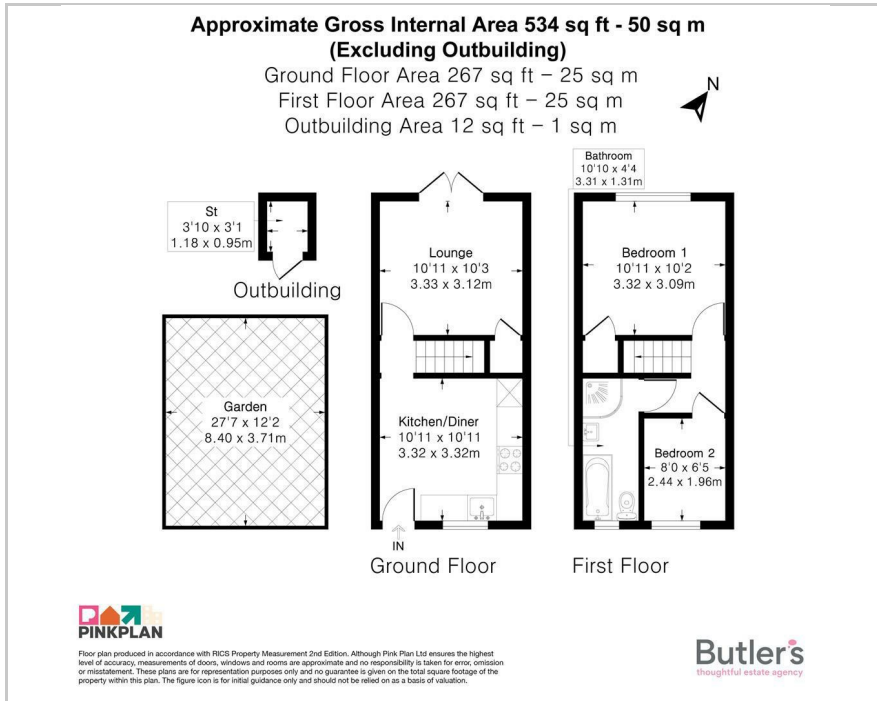 Approximate Gross Internal Area 534 sq ft - 50 sq m
(Excluding Outbuilding)
Ground Floor Area 267 sq ft – 25 sq m
First Floor Area 267 sq ft – 25 sq m
Outbuilding Area 12 sq ft – 1 sq m
N
Bathroom
10'10 x 4'4
3.31 x 1.31m
St
3'10 x 3'1
1.18 x 0.95m
Outbuilding
Lounge
10'11 x 10'3
3.33 x 3.12m
Bedroom 1
10'11 x 10'2
3.32 x 3.09m
Garden
27'7 x 12'2
8.40 x 3.71m
Kitchen/Diner
10'11 x 10'11
3.32 x 3.32m
Bedroom 2
8'0 x 6'5
2.44 x 1.96m
IN
Ground Floor
First Floor
PINKPLAN
Floor plan produced in accordance with RICS Property Measurement 2nd Edition. Although Pink Plan Ltd ensures the highest
level of accuracy, measurements of doors, windows and rooms are approximate and no responsibility is taken for error, omission
or misstatement. These plans are for representation purposes only and no guarantee is given on the total square footage of the
property within this plan. The figure icon is for initial guidance only and should not be relied on as a basis of valuation.
Butler's
thoughtful estate agency